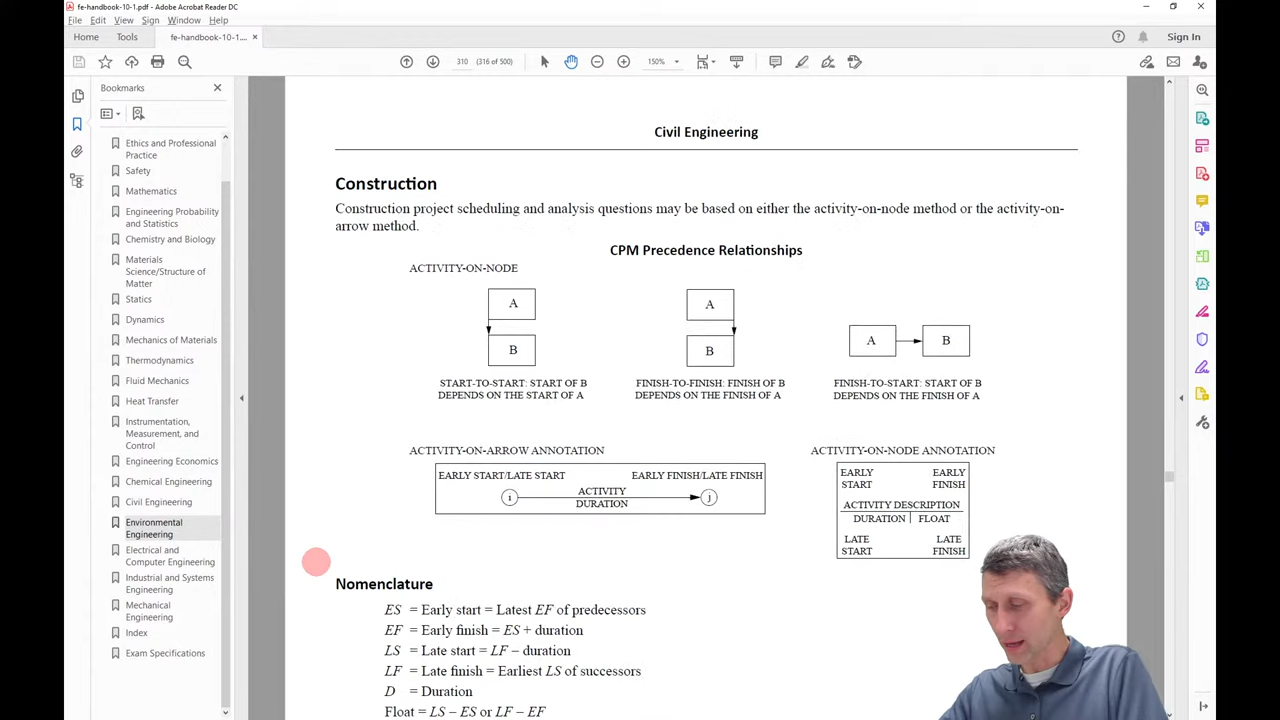 fe-handbook-10-1.pdf - Adobe Acrobat Reader DC
File Edit View Sign Window Help
Home Tools fe-handbook-10-1.... × Sign In
310 (316 of 500) 150%
Bookmarks
Ethics and Professional
Practice
Safety
Mathematics
Engineering Probability
and Statistics
Chemistry and Biology
Materials
Science/Structure of
Matter
Statics
Dynamics
Mechanics of Materials
Thermodynamics
Fluid Mechanics
Heat Transfer
Instrumentation,
Measurement, and
Control
Engineering Economics
Chemical Engineering
Civil Engineering
Environmental
Engineering
Electrical and
Computer Engineering
Industrial and Systems
Engineering
Mechanical
Engineering
Index
Exam Specifications
Civil Engineering
Construction
Construction project scheduling and analysis questions may be based on either the activity-on-node method or the activity-on-
arrow method.
CPM Precedence Relationships
ACTIVITY-ON-NODE
A
B
START-TO-START: START OF B
DEPENDS ON THE START OF A
A
B
FINISH-TO-FINISH: FINISH OF B
DEPENDS ON THE FINISH OF A
A B
FINISH-TO-START: START OF B
DEPENDS ON THE FINISH OF A
ACTIVITY-ON-ARROW ANNOTATION
EARLY START/LATE START EARLY FINISH/LATE FINISH
ACTIVITY
i j
DURATION
ACTIVITY-ON-NODE ANNOTATION
EARLY EARLY
START FINISH
ACTIVITY DESCRIPTION
DURATION FLOAT
LATE LATE
START FINISH
Nomenclature
ES = Early start = Latest EF of predecessors
EF = Early finish = ES + duration
LS = Late start = LF – duration
LF = Late finish = Earliest LS of successors
D = Duration
Float = LS – ES or LF – EF